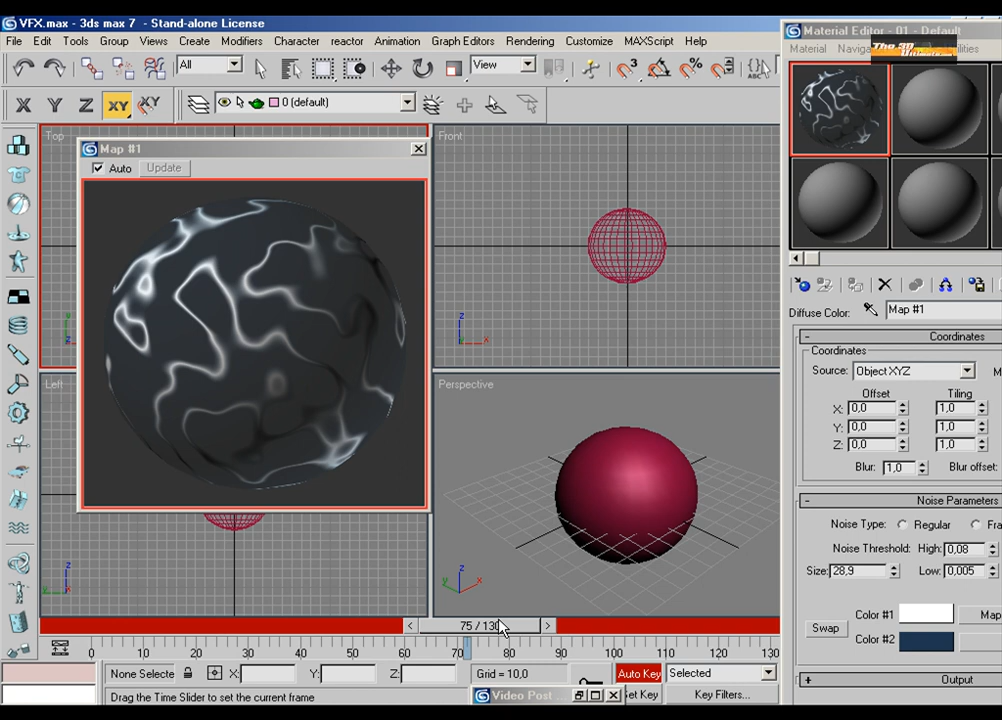 VFX.max - 3ds max 7 - Stand-alone License
File Edit Tools Group Views Create Modifiers Character reactor Animation Graph Editors Rendering Customize MAXScript Help
All
View
X Y Z XY XY
0 (default)
Material Editor - 01 - Default
Material
Top
Front
Map #1
Auto Update
Left
Perspective
Diffuse Color: Map #1
Coordinates
Coordinates
Source: Object XYZ
Offset Tiling
X: 0,0 1,0
Y: 0,0 1,0
Z: 0,0 1,0
Blur: 1,0 Blur offset:
Noise Parameters
Noise Type: Regular
Noise Threshold: High: 0,08
Size: 28,9 Low: 0,005
Color #1
Swap
Color #2
Output
75 / 130
0 10 20 30 40 50 60 70 80 90 100 110 120 130
None Selecte X: Y: Z: Grid = 10,0 Auto Key Selected
Drag the Time Slider to set the current frame
Video Post
Key Filters...